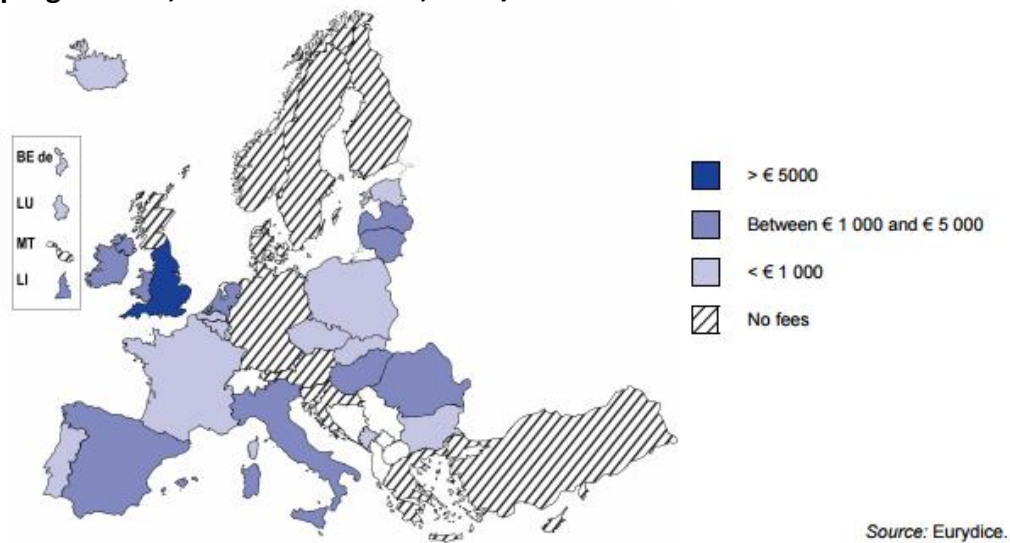 BE de
LU
MT
LI
> € 5000
Between € 1 000 and € 5 000
< € 1 000
No fees
Source: Eurydice.